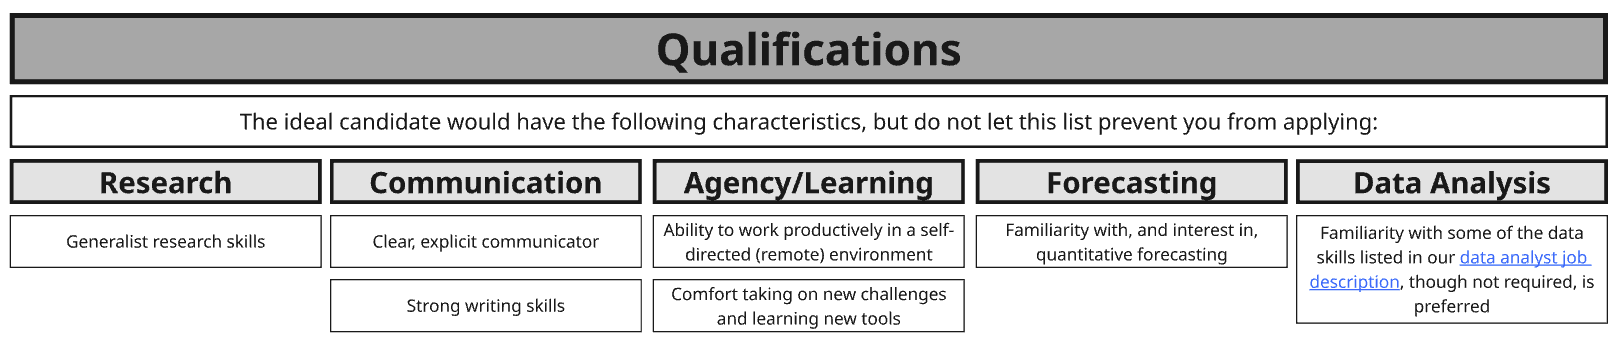 Qualifications
The ideal candidate would have the following characteristics, but do not let this list prevent you from applying:
Research
Generalist research skills
Communication
Clear, explicit communicator
Strong writing skills
Agency/Learning
Ability to work productively in a self-
directed (remote) environment
Comfort taking on new challenges
and learning new tools
Forecasting
Familiarity with, and interest in,
quantitative forecasting
Data Analysis
Familiarity with some of the data
skills listed in our data analyst job
description, though not required, is
preferred